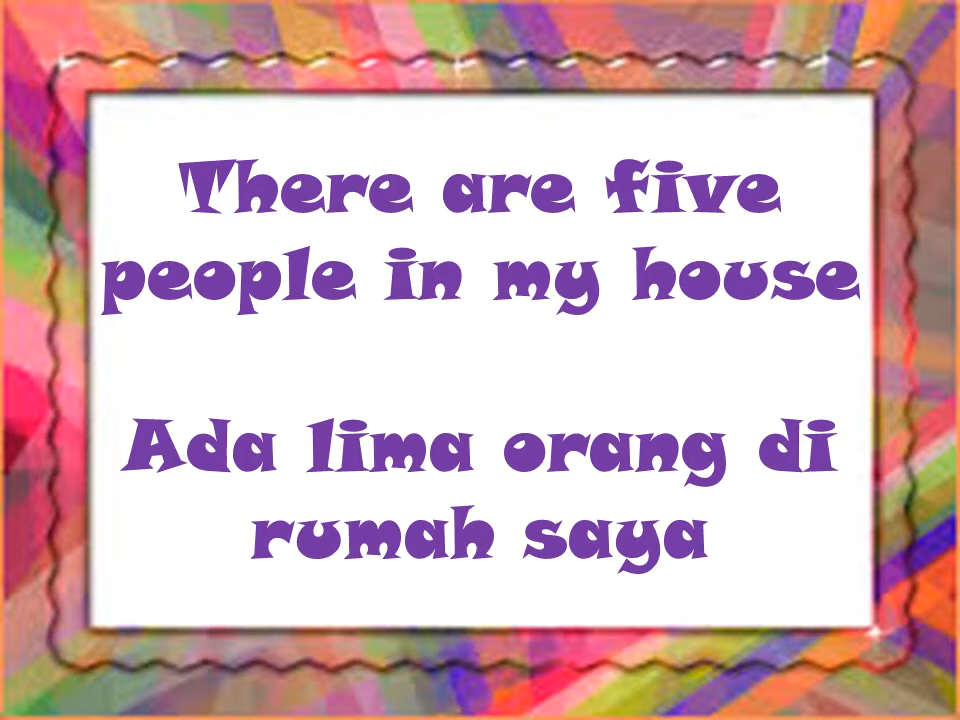 There are five
people in my house
Ada lima orang di
rumah saya